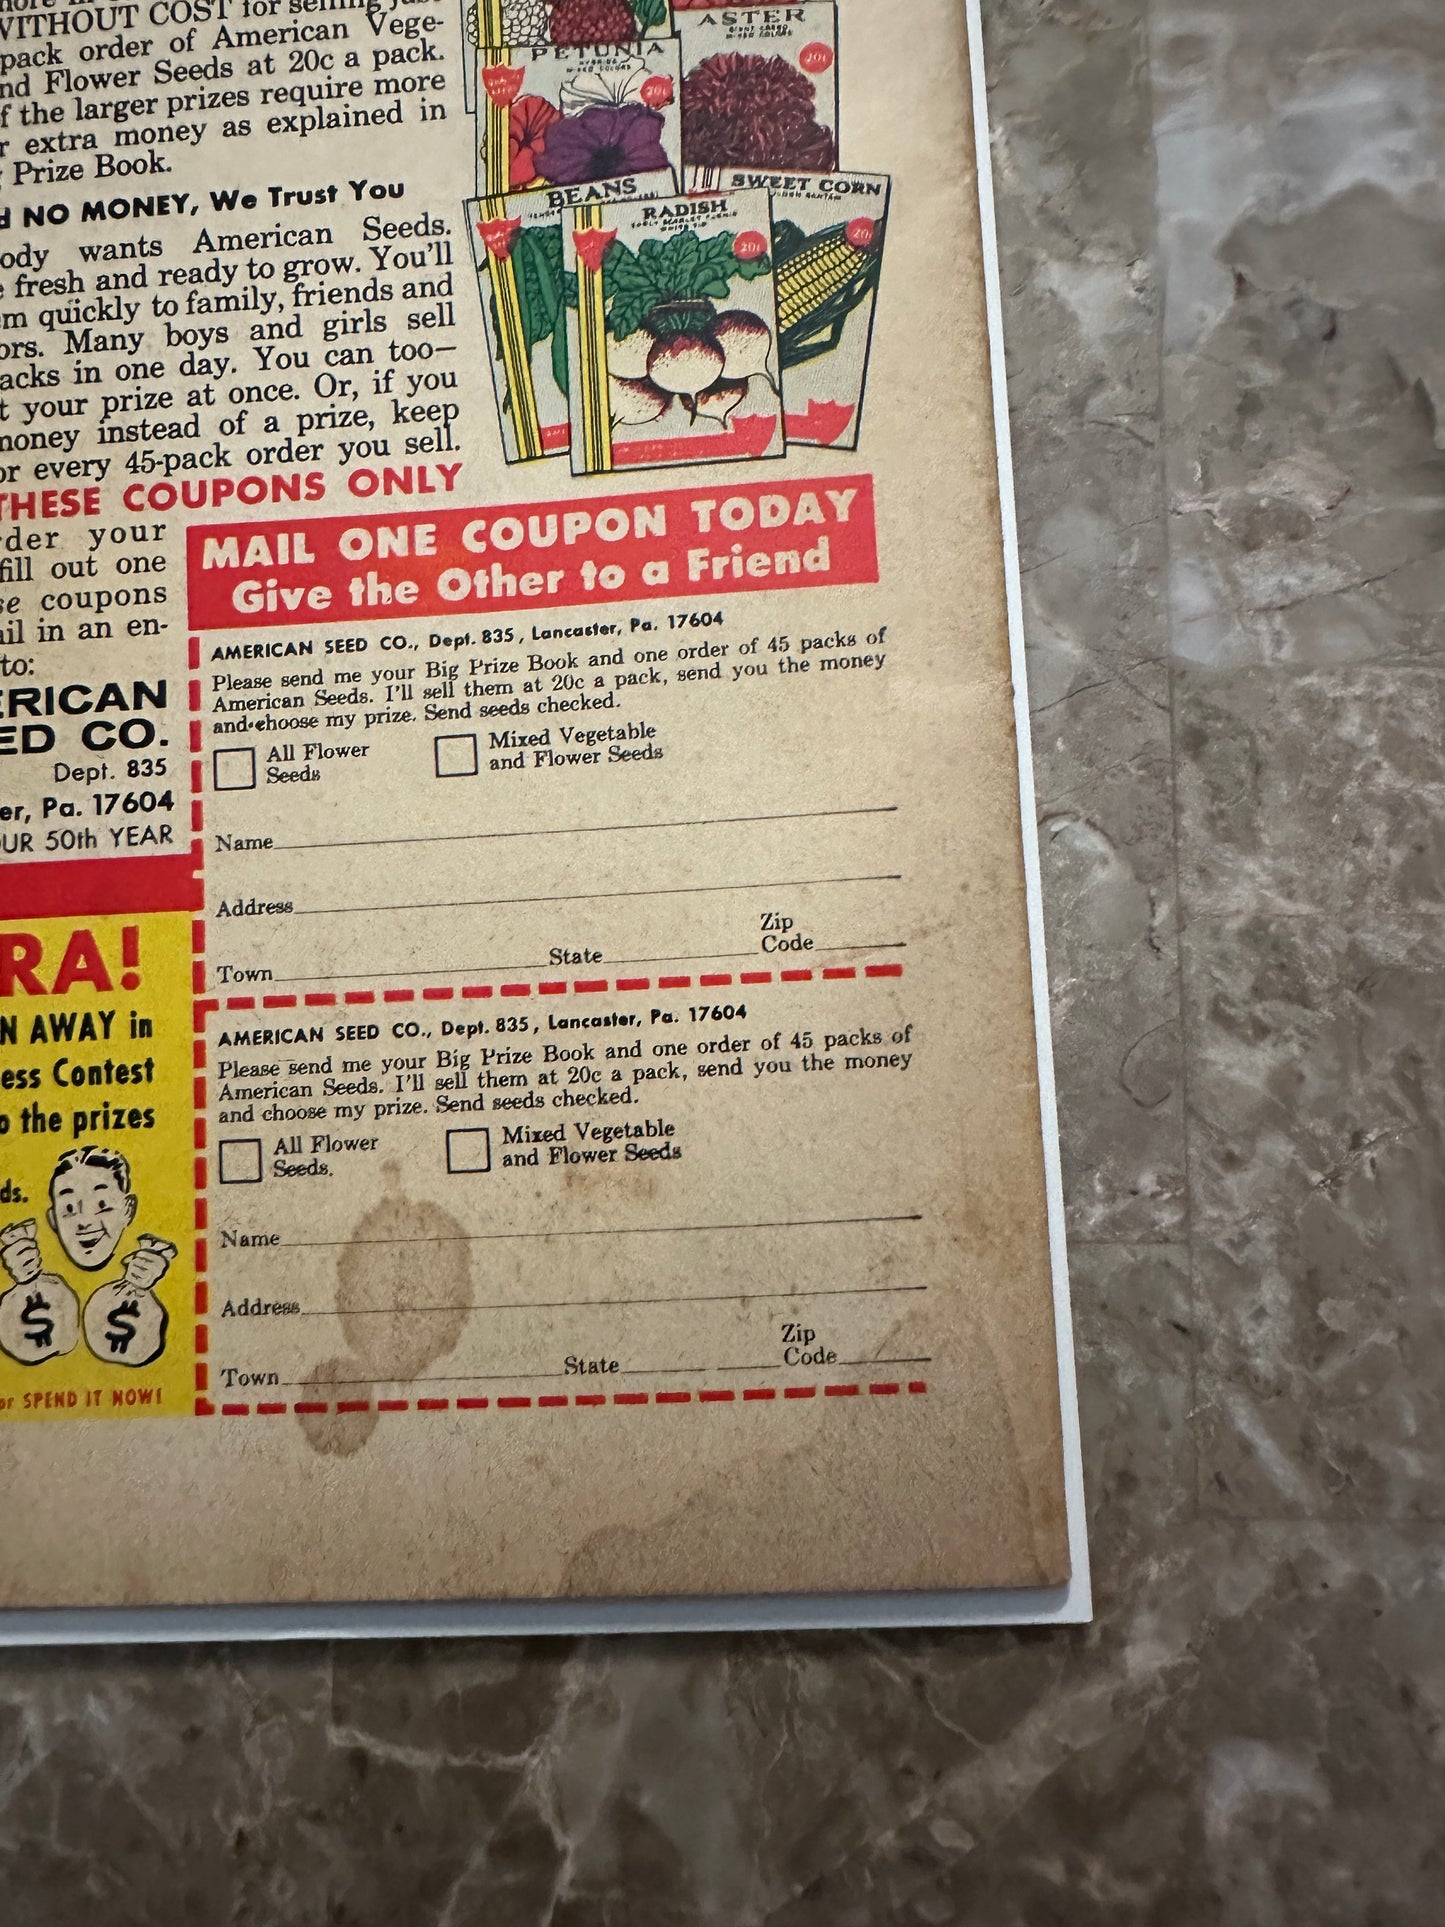 WITHOUT COST for selling just
pack order of American Vege-
nd Flower Seeds at 20c a pack.
f the larger prizes require more
r extra money as explained in
Prize Book.
d NO MONEY, We Trust You
ody wants American Seeds.
e fresh and ready to grow. You'll
em quickly to family, friends and
ors. Many boys and girls sell
acks in one day. You can too—
t your prize at once. Or, if you
money instead of a prize, keep
or every 45-pack order you sell.
THESE COUPONS ONLY
der your
fill out one
se coupons
ail in an en-
to:
ERICAN
ED CO.
Dept. 835
er, Pa. 17604
OUR 50th YEAR
RA!
N AWAY in
ess Contest
o the prizes
ds.
$ $
or SPEND IT NOW!
ASTER
20c
PETUNIA
HYBRIDS
MIXED COLORS
20c
BEANS
RADISH
20c
SWEET CORN
20c
MAIL ONE COUPON TODAY
Give the Other to a Friend
AMERICAN SEED CO., Dept. 835, Lancaster, Pa. 17604
Please send me your Big Prize Book and one order of 45 packs of
American Seeds. I'll sell them at 20c a pack, send you the money
and choose my prize. Send seeds checked.
All Flower
Seeds
Mixed Vegetable
and Flower Seeds
Name
Address
Town State Zip
Code
AMERICAN SEED CO., Dept. 835, Lancaster, Pa. 17604
Please send me your Big Prize Book and one order of 45 packs of
American Seeds. I'll sell them at 20c a pack, send you the money
and choose my prize. Send seeds checked.
All Flower
Seeds.
Mixed Vegetable
and Flower Seeds
Name
Address
Town State Zip
Code